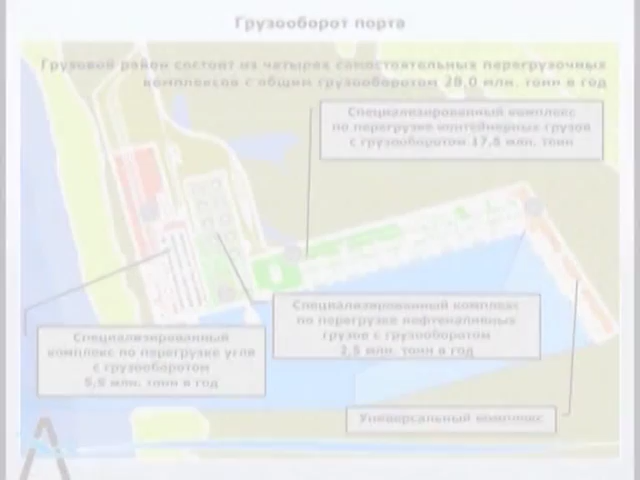 Грузооборот порта
Грузовой район состоит из четырех самостоятельных перегрузочных
комплексов с общим грузооборотом 28,0 млн. тонн в год
Специализированный комплекс
по перегрузке контейнерных грузов
с грузооборотом 17,5 млн. тонн
Специализированный комплекс
по перегрузке нефтеналивных
грузов с грузооборотом
2,5 млн. тонн в год
Специализированный
комплекс по перегрузке угля
с грузооборотом
5,5 млн. тонн в год
Универсальный комплекс